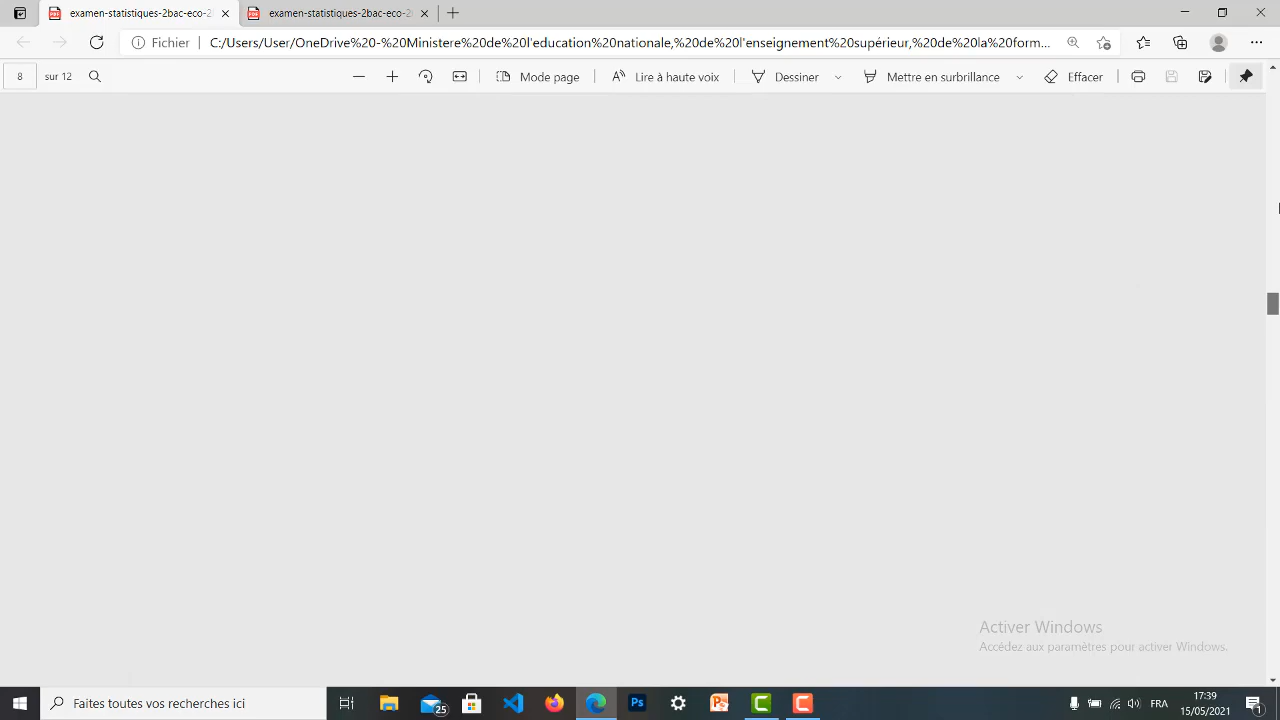 examen-statistiques-2bac-eco-2
examen-statistiques-2bac-eco-20
Fichier
C:/Users/User/OneDrive%20-%20Ministere%20de%20l'education%20nationale,%20de%20l'enseignement%20supérieur,%20de%20la%20form...
8
sur 12
Mode page
Lire à haute voix
Dessiner
Mettre en surbrillance
Effacer
Activer Windows
Accédez aux paramètres pour activer Windows.
Faites toutes vos recherches ici
25
Ps
FRA
17:39
15/05/2021
1